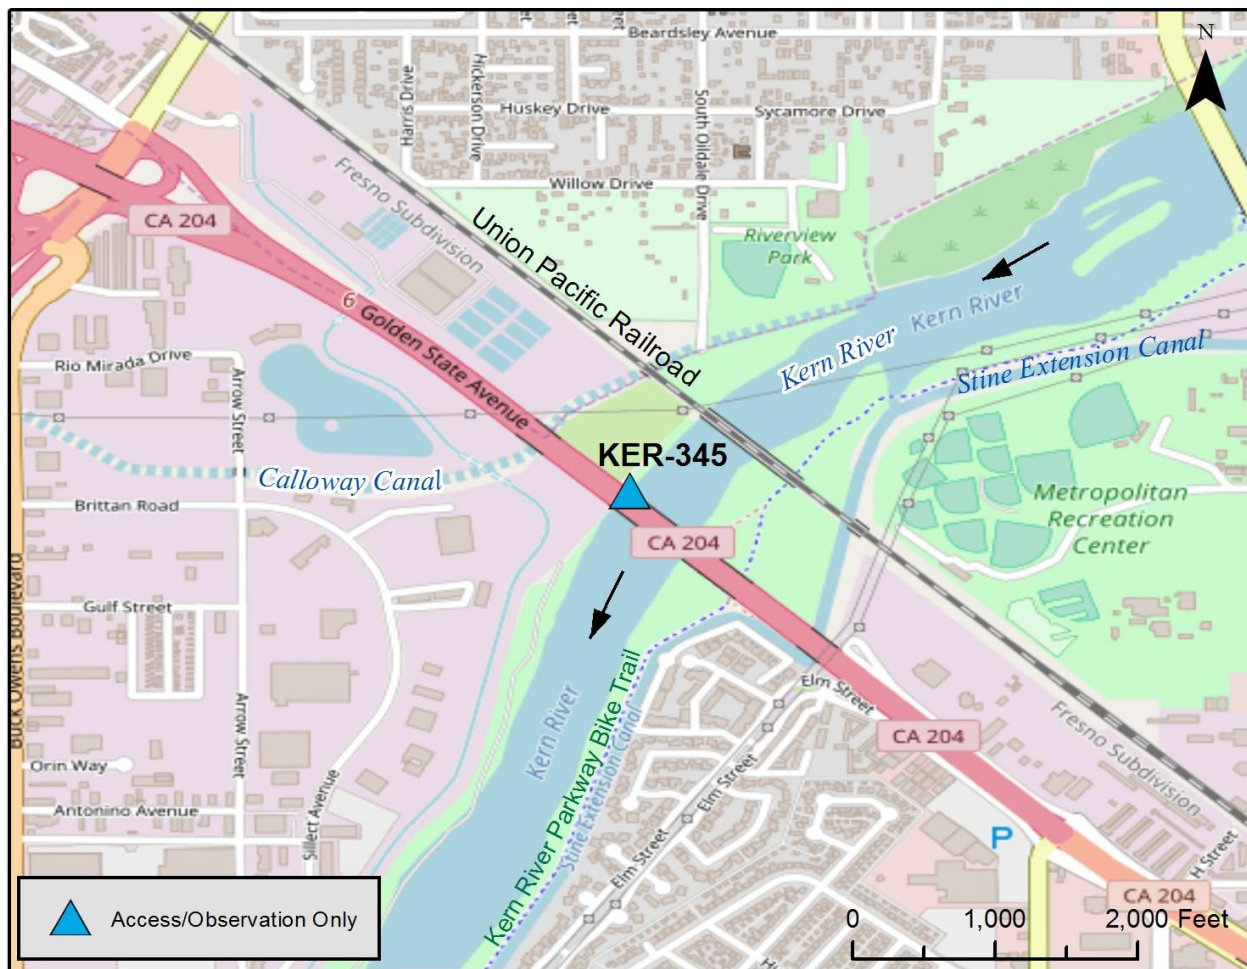 Beardsley Avenue
N
Harris Drive
Hickerson Drive
Huskey Drive
South Oildale Drive
Sycamore Drive
Fresno Subdivision
Willow Drive
CA 204
Union Pacific Railroad
Riverview
Park
6
Golden State Avenue
Kern River
Kern River
Stine Extension Canal
Rio Mirada Drive
Arrow Street
KER-345
Calloway Canal
Metropolitan
Recreation
Center
Brittan Road
CA 204
Buck Owens Boulevard
Gulf Street
Elm Street
Kern River Parkway Bike Trail
Kern River
Stine Extension Canal
Arrow Street
CA 204
Fresno Subdivision
Orin Way
Elm Street
Antonino Avenue
Sillect Avenue
P
Elm Street
H Street
CA 204
Access/Observation Only
0 1,000 2,000 Feet